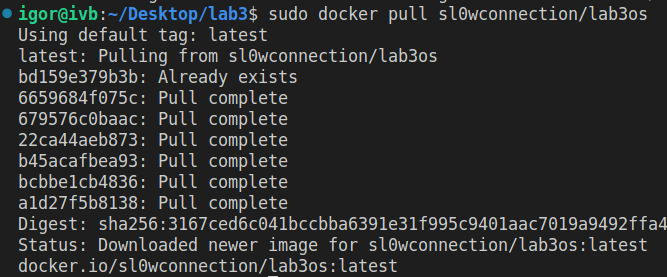 igor@ivb:~/Desktop/lab3$ sudo docker pull sl0wconnection/lab3os
Using default tag: latest
latest: Pulling from sl0wconnection/lab3os
bd159e379b3b: Already exists
6659684f075c: Pull complete
679576c0baac: Pull complete
22ca44aeb873: Pull complete
b45acafbea93: Pull complete
bcbbe1cb4836: Pull complete
a1d27f5b8138: Pull complete
Digest: sha256:3167ced6c041bccbba6391e31f995c9401aac7019a9492ffa4
Status: Downloaded newer image for sl0wconnection/lab3os:latest
docker.io/sl0wconnection/lab3os:latest